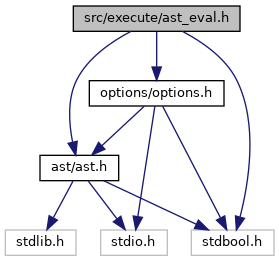 src/execute/ast_eval.h
options/options.h
ast/ast.h
stdlib.h
stdio.h
stdbool.h